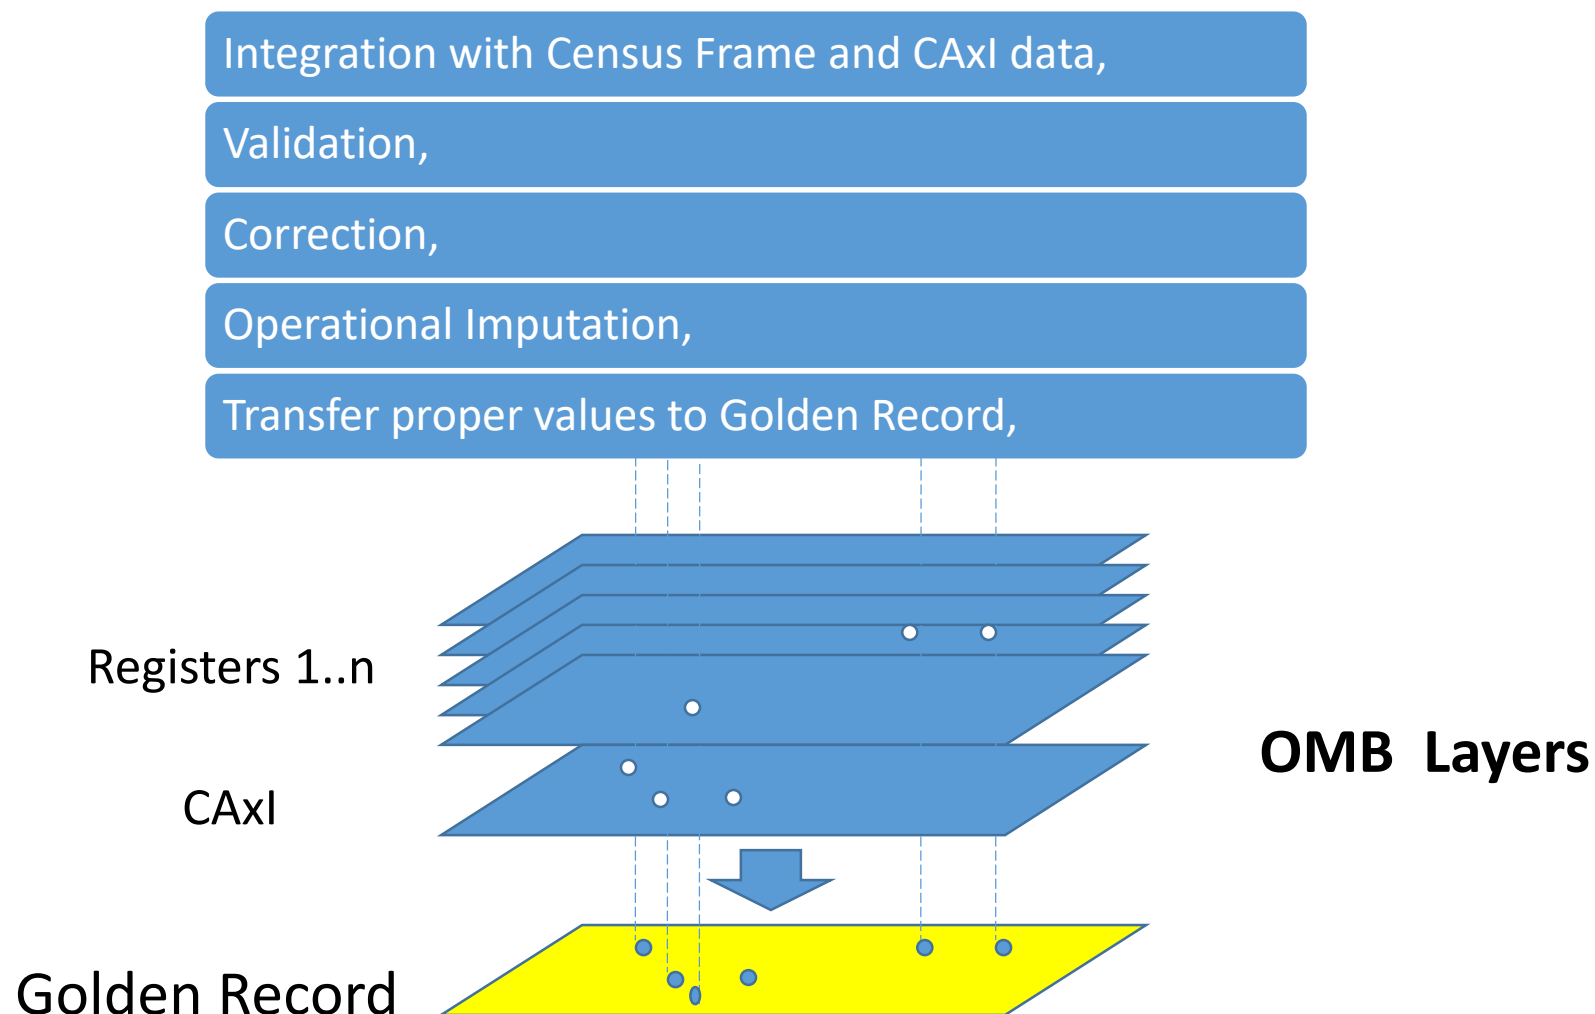 Integration with Census Frame and CAxI data,
Validation,
Correction,
Operational Imputation,
Transfer proper values to Golden Record,
Registers 1..n
OMB  Layers
CAxI
Golden Record